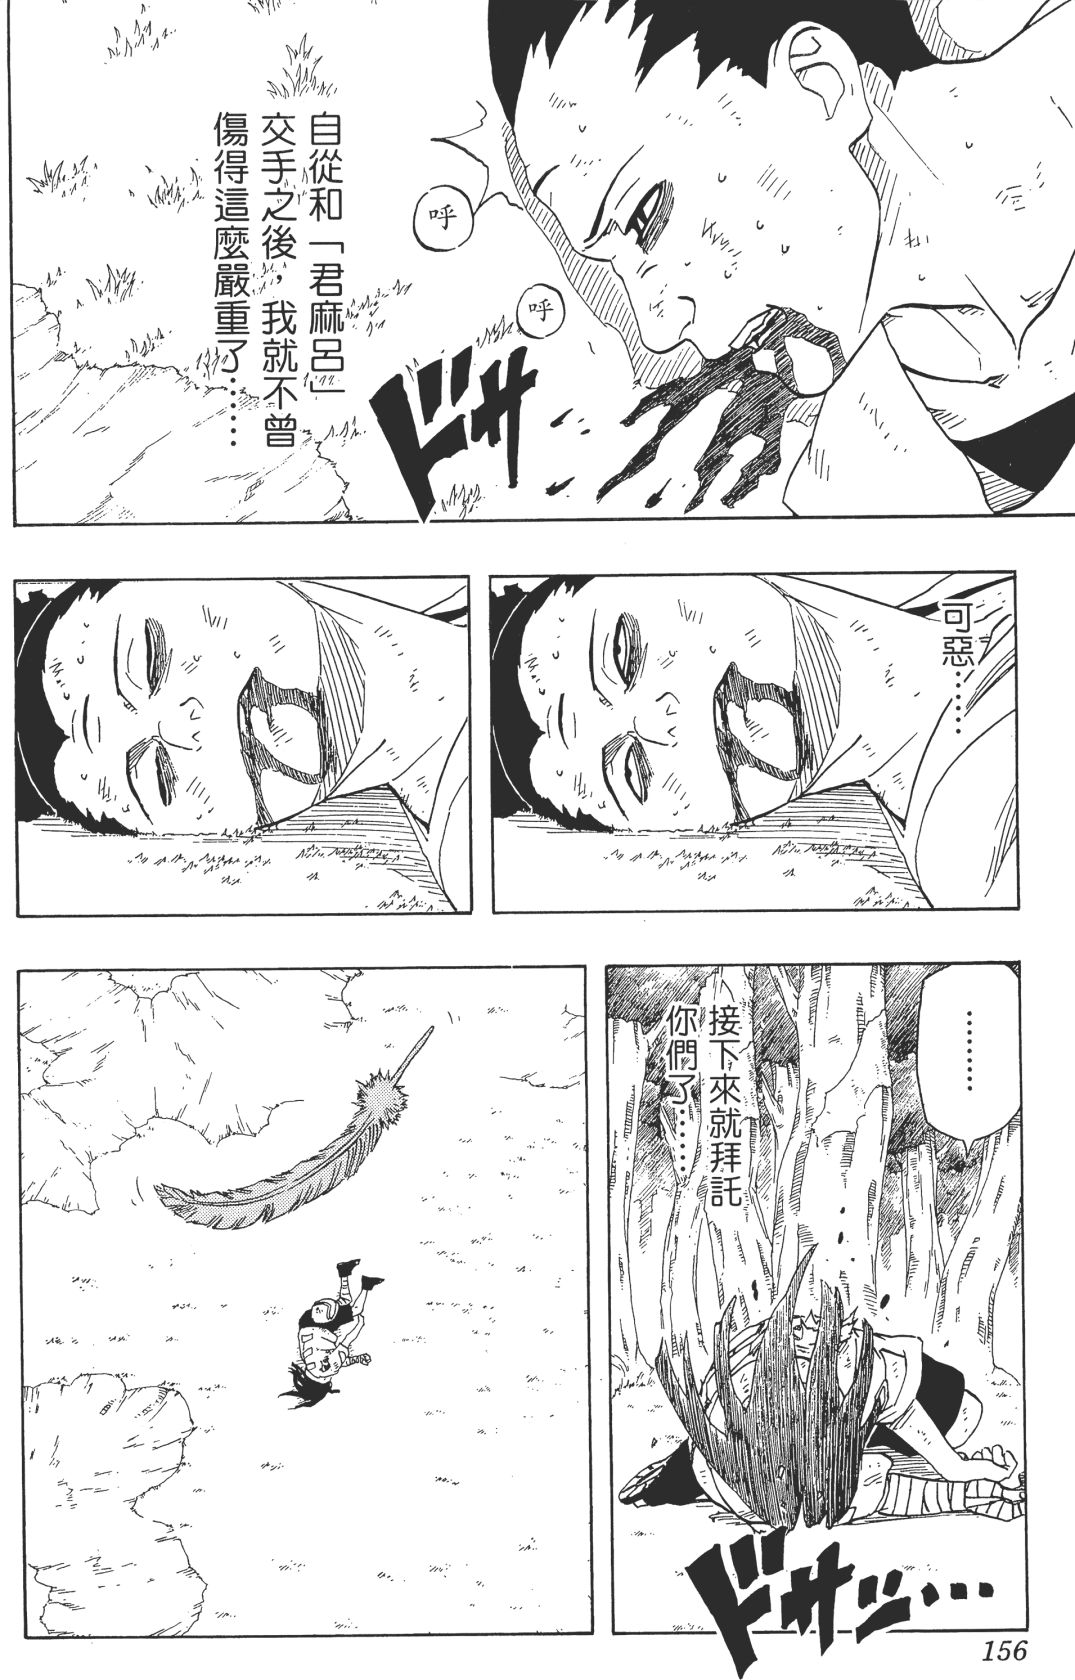 呼
呼
ドサ
自從和「君麻呂」
交手之後，我就不曾
傷得這麼嚴重了……
可惡……
………
接下來就拜託
你們了……
ドサッ…
156